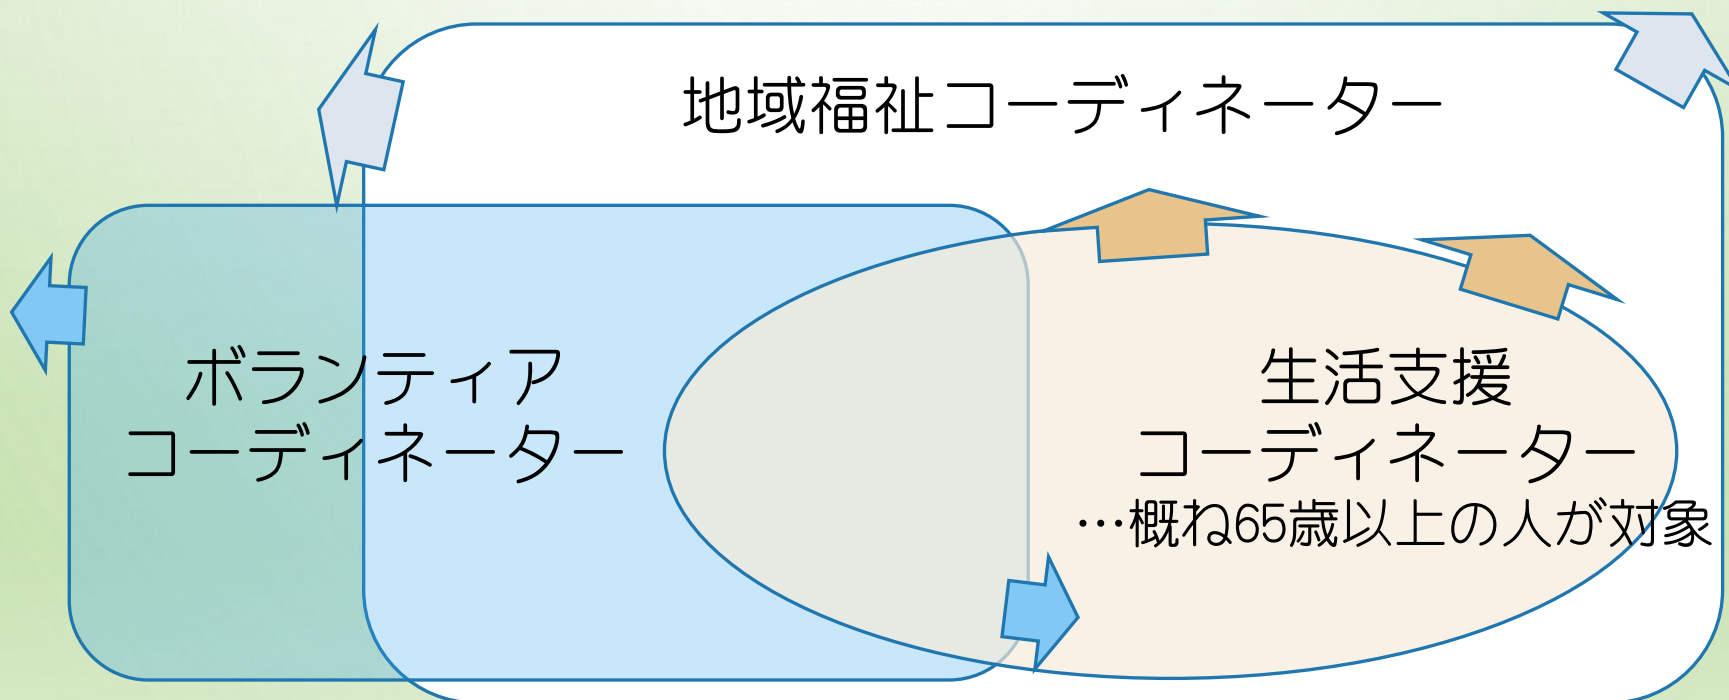 地域福祉コーディネーター
ボランティア
コーディネーター
生活支援
コーディネーター
…概ね65歳以上の人が対象